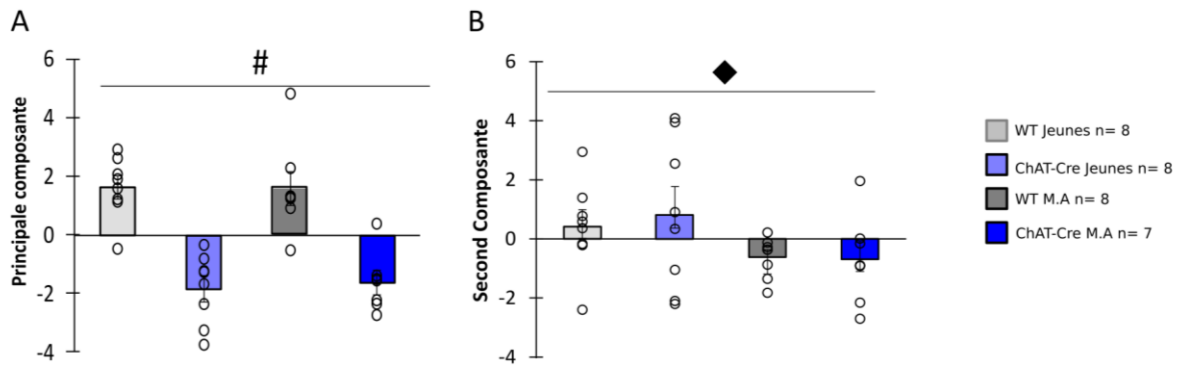 A
B
#
Principale composante
6
4
2
0
-2
-4
Second Composante
6
4
2
0
-2
-4
WT Jeunes n= 8
ChAT-Cre Jeunes n= 8
WT M.A n= 8
ChAT-Cre M.A n= 7